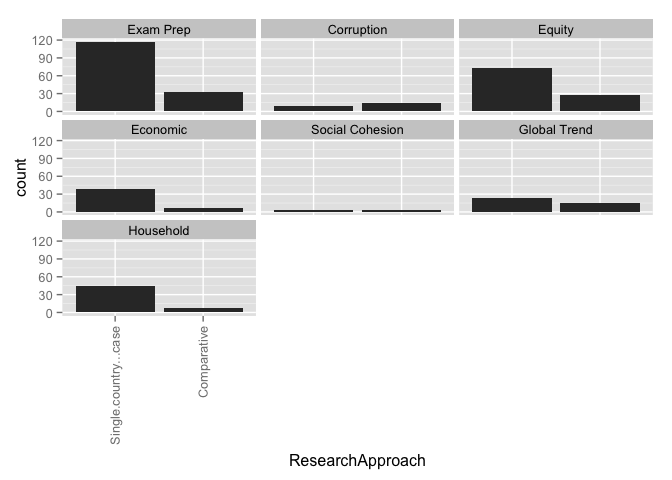 Exam Prep
Corruption
Equity
120
90
60
30
0
Economic
Social Cohesion
Global Trend
120
90
60
30
0
count
Household
120
90
60
30
0
Single.country...case
Comparative
ResearchApproach